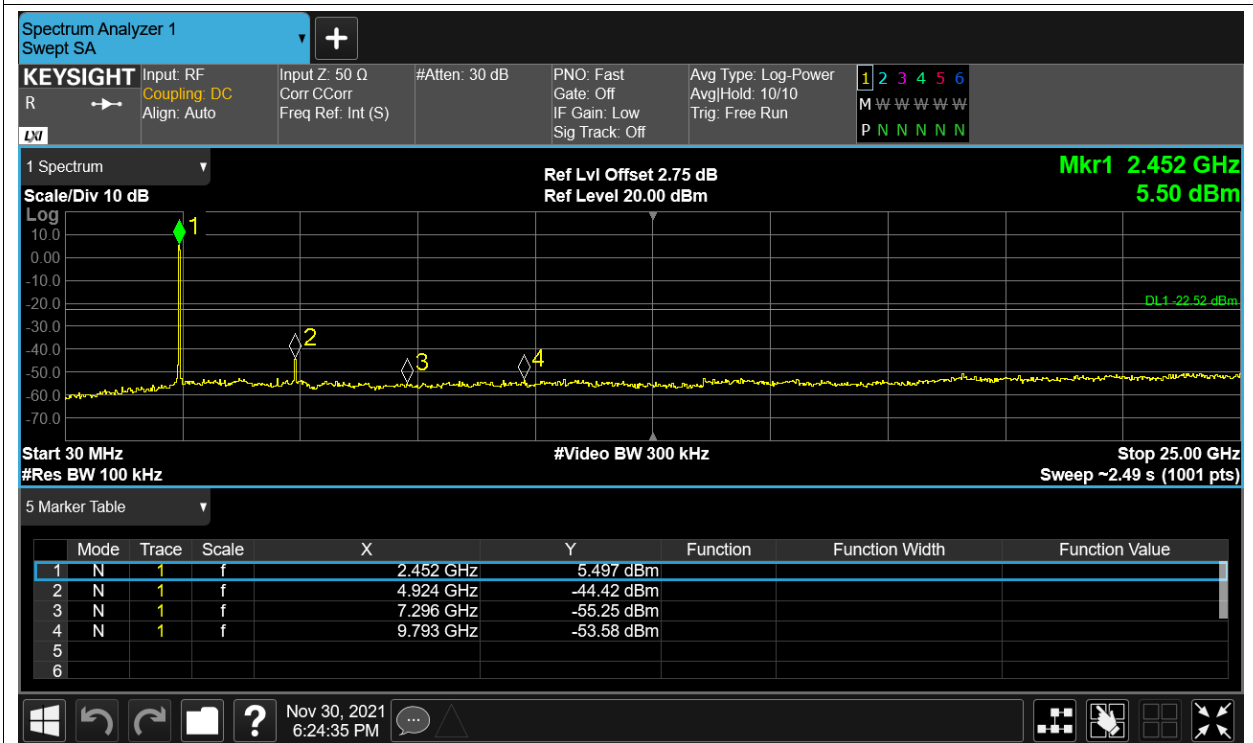 Spectrum Analyzer 1
Swept SA
KEYSIGHT Input: RF Input Z: 50 Ω #Atten: 30 dB PNO: Fast Avg Type: Log-Power 1 2 3 4 5 6
R Coupling: DC Corr CCorr Gate: Off Avg|Hold: 10/10 M W W W W W
Align: Auto Freq Ref: Int (S) IF Gain: Low Trig: Free Run
LXI Sig Track: Off P N N N N N
1 Spectrum Ref Lvl Offset 2.75 dB Mkr1 2.452 GHz
Scale/Div 10 dB Ref Level 20.00 dBm 5.50 dBm
Log
1
10.0
0.00
-10.0
-20.0 DL1 -22.52 dBm
-30.0
2
-40.0
3 4
-50.0
-60.0
-70.0
Start 30 MHz #Video BW 300 kHz Stop 25.00 GHz
#Res BW 100 kHz Sweep ~2.49 s (1001 pts)
5 Marker Table
Mode Trace Scale X Y Function Function Width Function Value
1 N 1 f 2.452 GHz 5.497 dBm
2 N 1 f 4.924 GHz -44.42 dBm
3 N 1 f 7.296 GHz -55.25 dBm
4 N 1 f 9.793 GHz -53.58 dBm
5
6
? Nov 30, 2021
6:24:35 PM